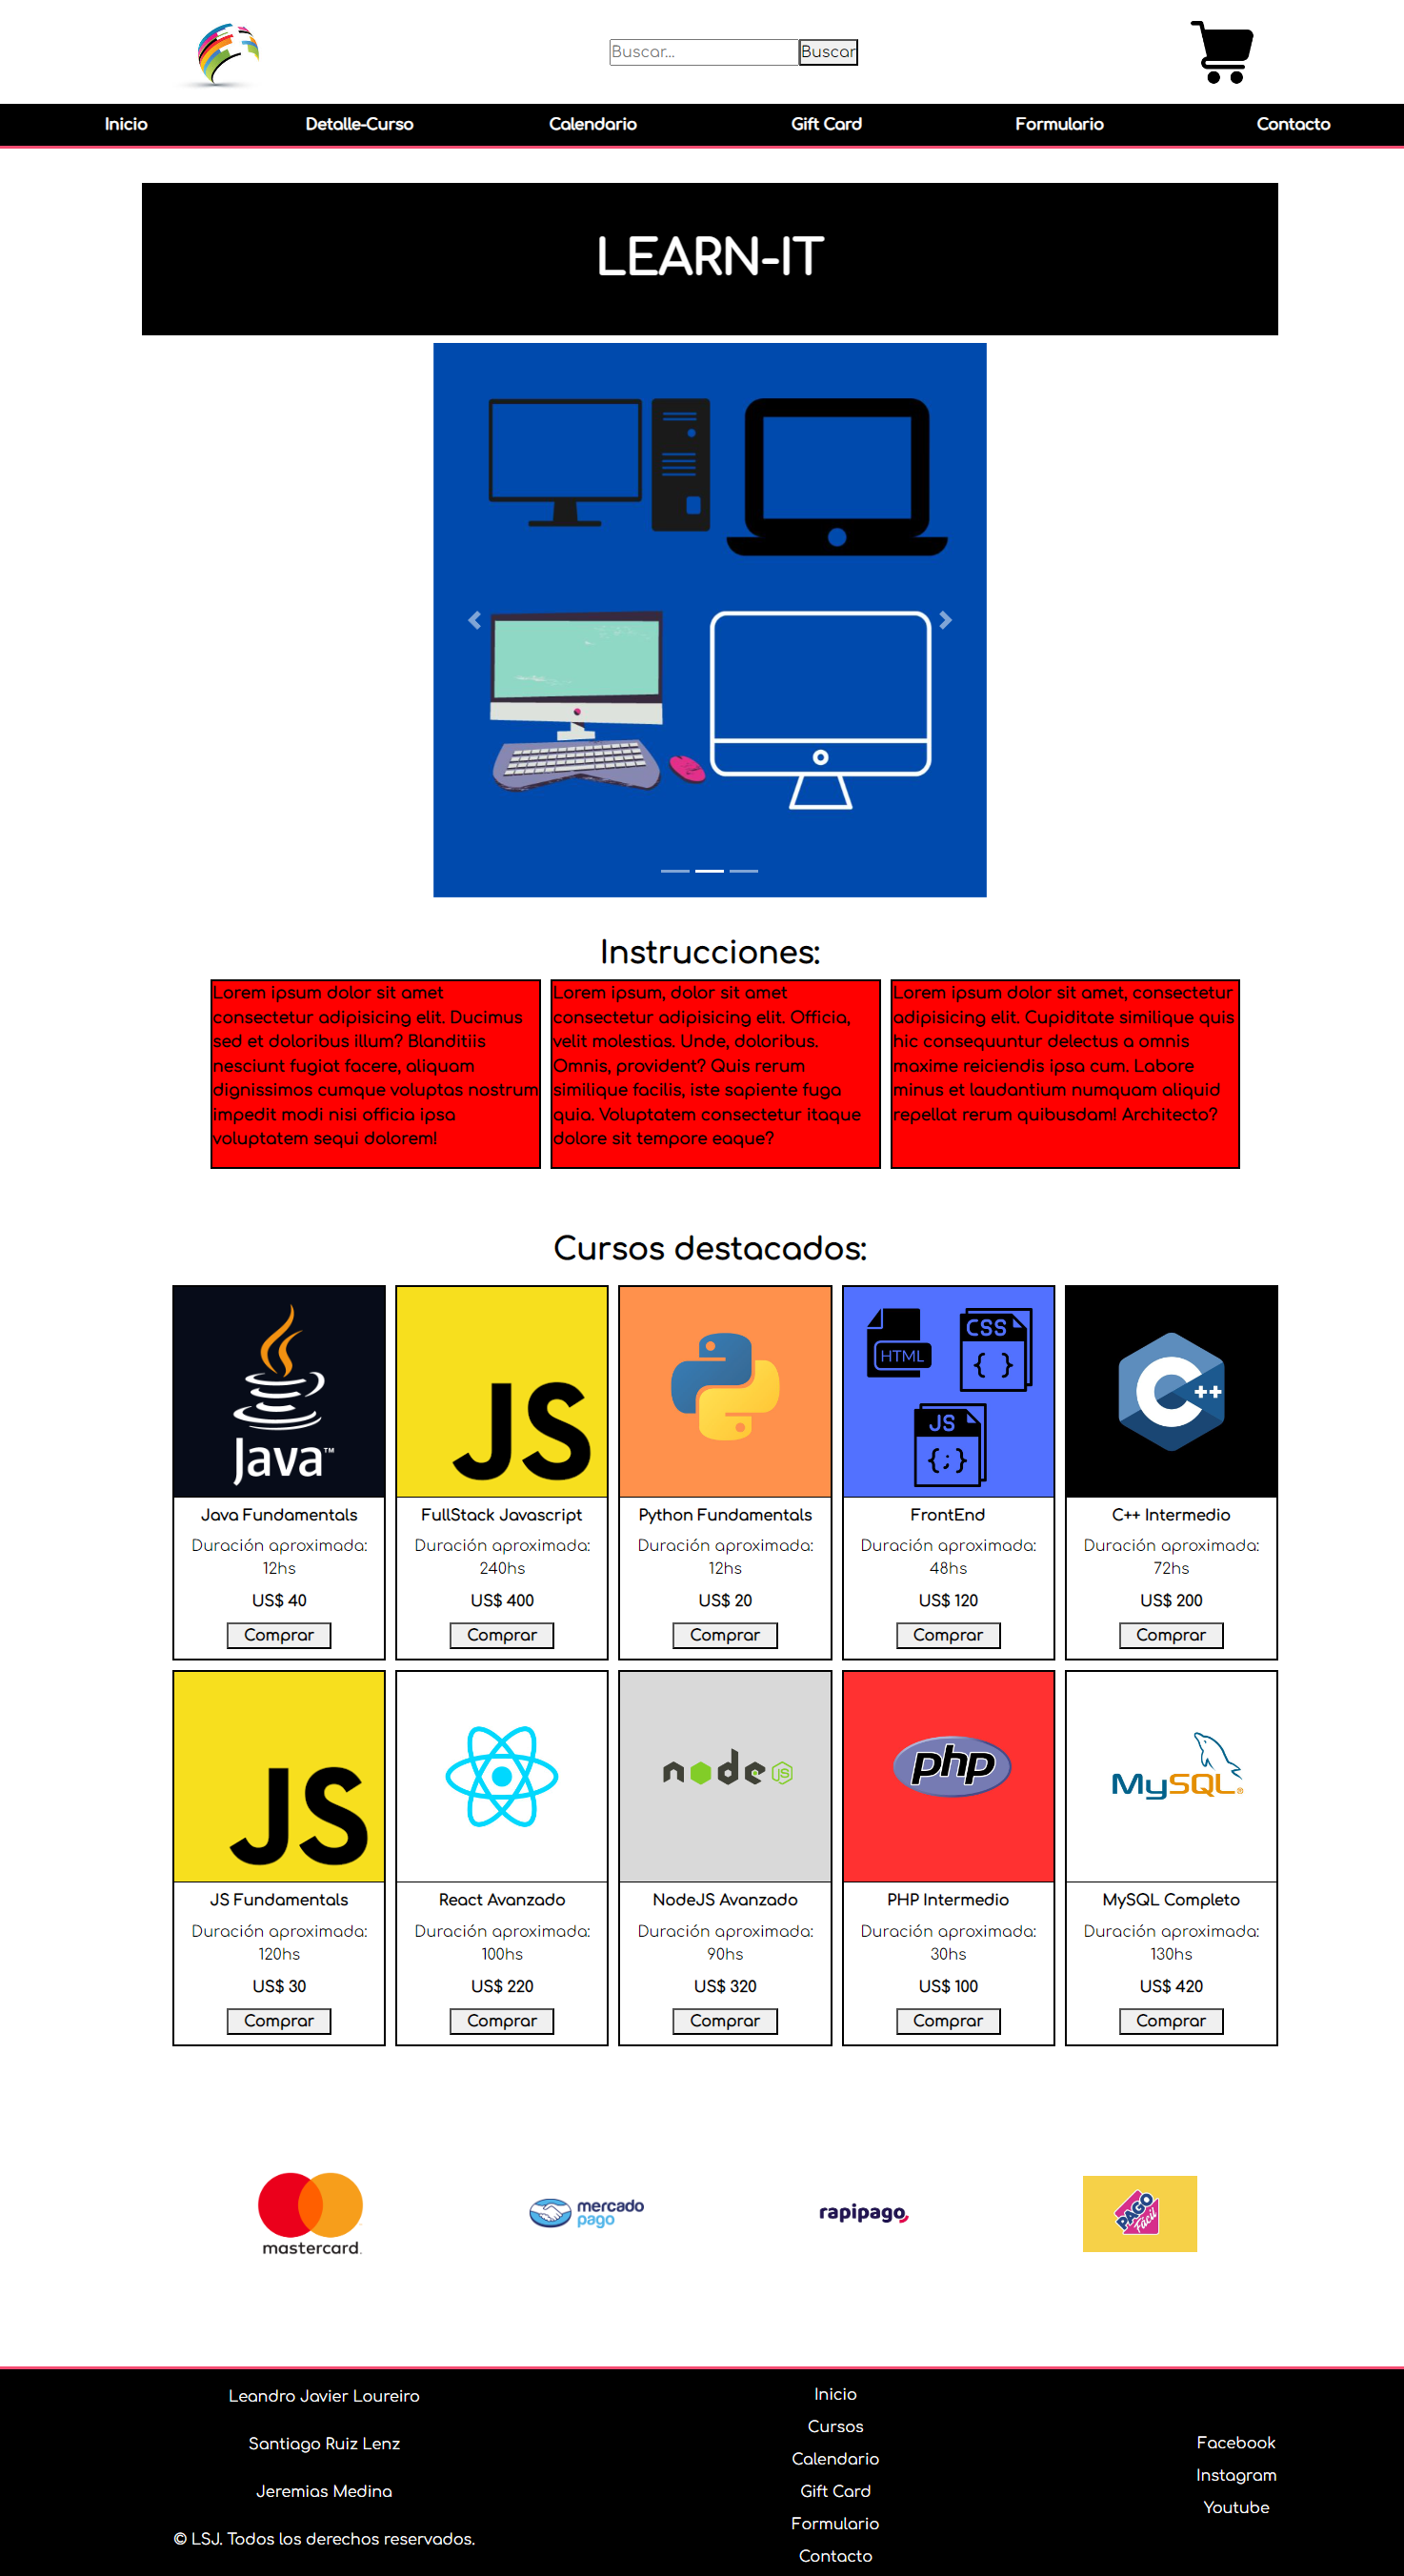 Buscar...
Buscar
Inicio
Detalle-Curso
Calendario
Gift Card
Formulario
Contacto
LEARN-IT
Instrucciones:
Lorem ipsum dolor sit amet
consectetur adipisicing elit. Ducimus
sed et doloribus illum? Blanditiis
nesciunt fugiat facere, aliquam
dignissimos cumque voluptas nostrum
impedit modi nisi officia ipsa
voluptatem sequi dolorem!
Lorem ipsum, dolor sit amet
consectetur adipisicing elit. Officia,
velit molestias. Unde, doloribus.
Omnis, provident? Quis rerum
similique facilis, iste sapiente fuga
quia. Voluptatem consectetur itaque
dolore sit tempore eaque?
Lorem ipsum dolor sit amet, consectetur
adipisicing elit. Cupiditate similique quis
hic consequuntur delectus a omnis
maxime reiciendis ipsa cum. Labore
minus et laudantium numquam aliquid
repellat rerum quibusdam! Architecto?
Cursos destacados:
Java™
Java Fundamentals
Duración aproximada:
12hs
US$ 40
Comprar
JS
FullStack Javascript
Duración aproximada:
240hs
US$ 400
Comprar
Python Fundamentals
Duración aproximada:
12hs
US$ 20
Comprar
HTML
CSS
{ }
JS
{;}
FrontEnd
Duración aproximada:
48hs
US$ 120
Comprar
C++
C++ Intermedio
Duración aproximada:
72hs
US$ 200
Comprar
JS
JS Fundamentals
Duración aproximada:
120hs
US$ 30
Comprar
React Avanzado
Duración aproximada:
100hs
US$ 220
Comprar
node JS
NodeJS Avanzado
Duración aproximada:
90hs
US$ 320
Comprar
php
PHP Intermedio
Duración aproximada:
30hs
US$ 100
Comprar
MySQL®
MySQL Completo
Duración aproximada:
130hs
US$ 420
Comprar
mastercard.
mercado
pago
rapipago
PAGO
Fácil
Leandro Javier Loureiro
Santiago Ruiz Lenz
Jeremias Medina
© LSJ. Todos los derechos reservados.
Inicio
Cursos
Calendario
Gift Card
Formulario
Contacto
Facebook
Instagram
Youtube